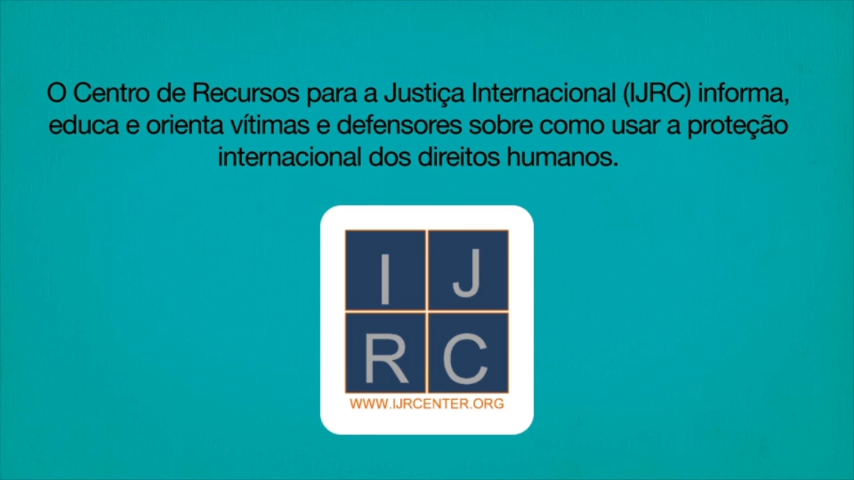 O Centro de Recursos para a Justiça Internacional (IJRC) informa,
educa e orienta vítimas e defensores sobre como usar a proteção
internacional dos direitos humanos.
I J
R C
WWW.IJRCENTER.ORG